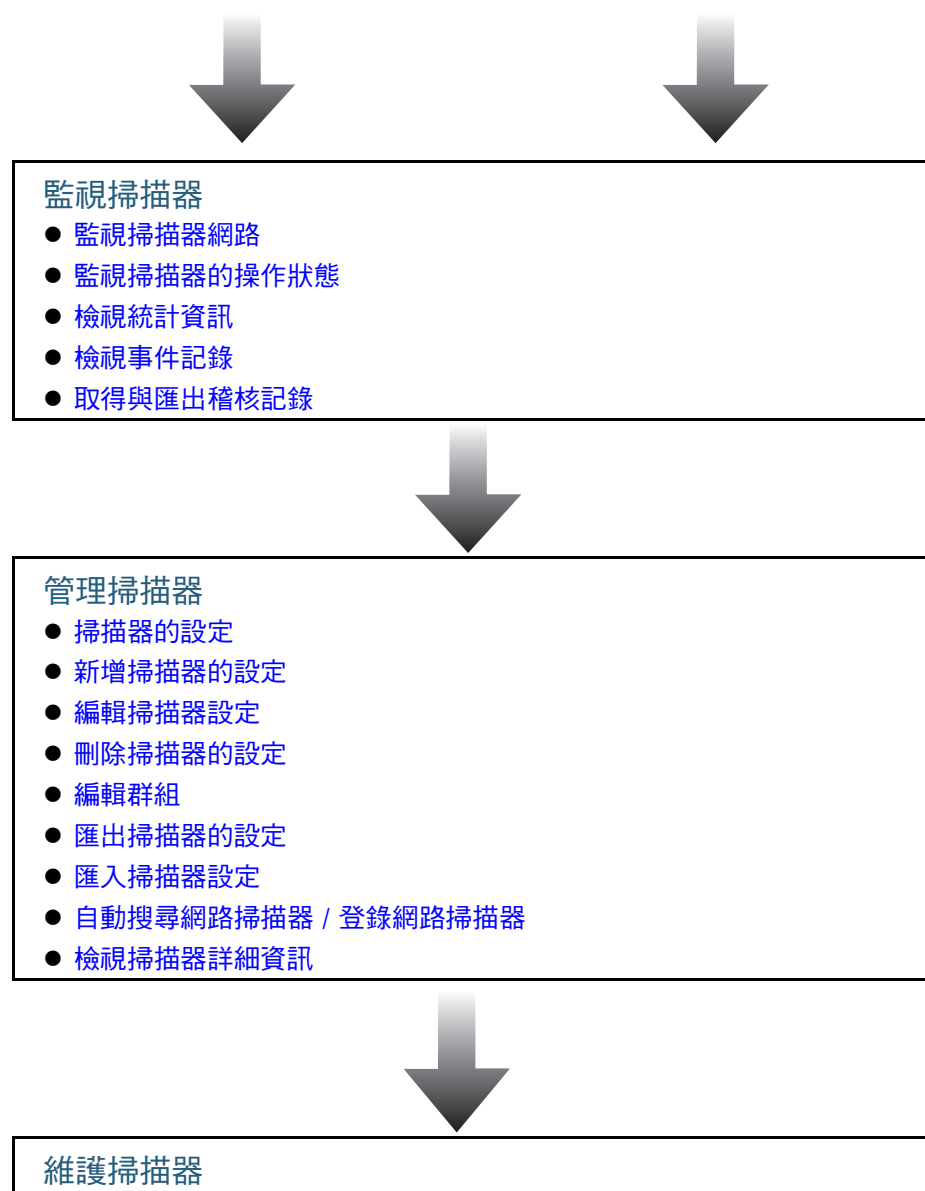 監視掃描器
● 監視掃描器網路
● 監視掃描器的操作狀態
● 檢視統計資訊
● 檢視事件記錄
● 取得與匯出稽核記錄
管理掃描器
● 掃描器的設定
● 新增掃描器的設定
● 編輯掃描器設定
● 刪除掃描器的設定
● 編輯群組
● 匯出掃描器的設定
● 匯入掃描器設定
● 自動搜尋網路掃描器 / 登錄網路掃描器
● 檢視掃描器詳細資訊
維護掃描器